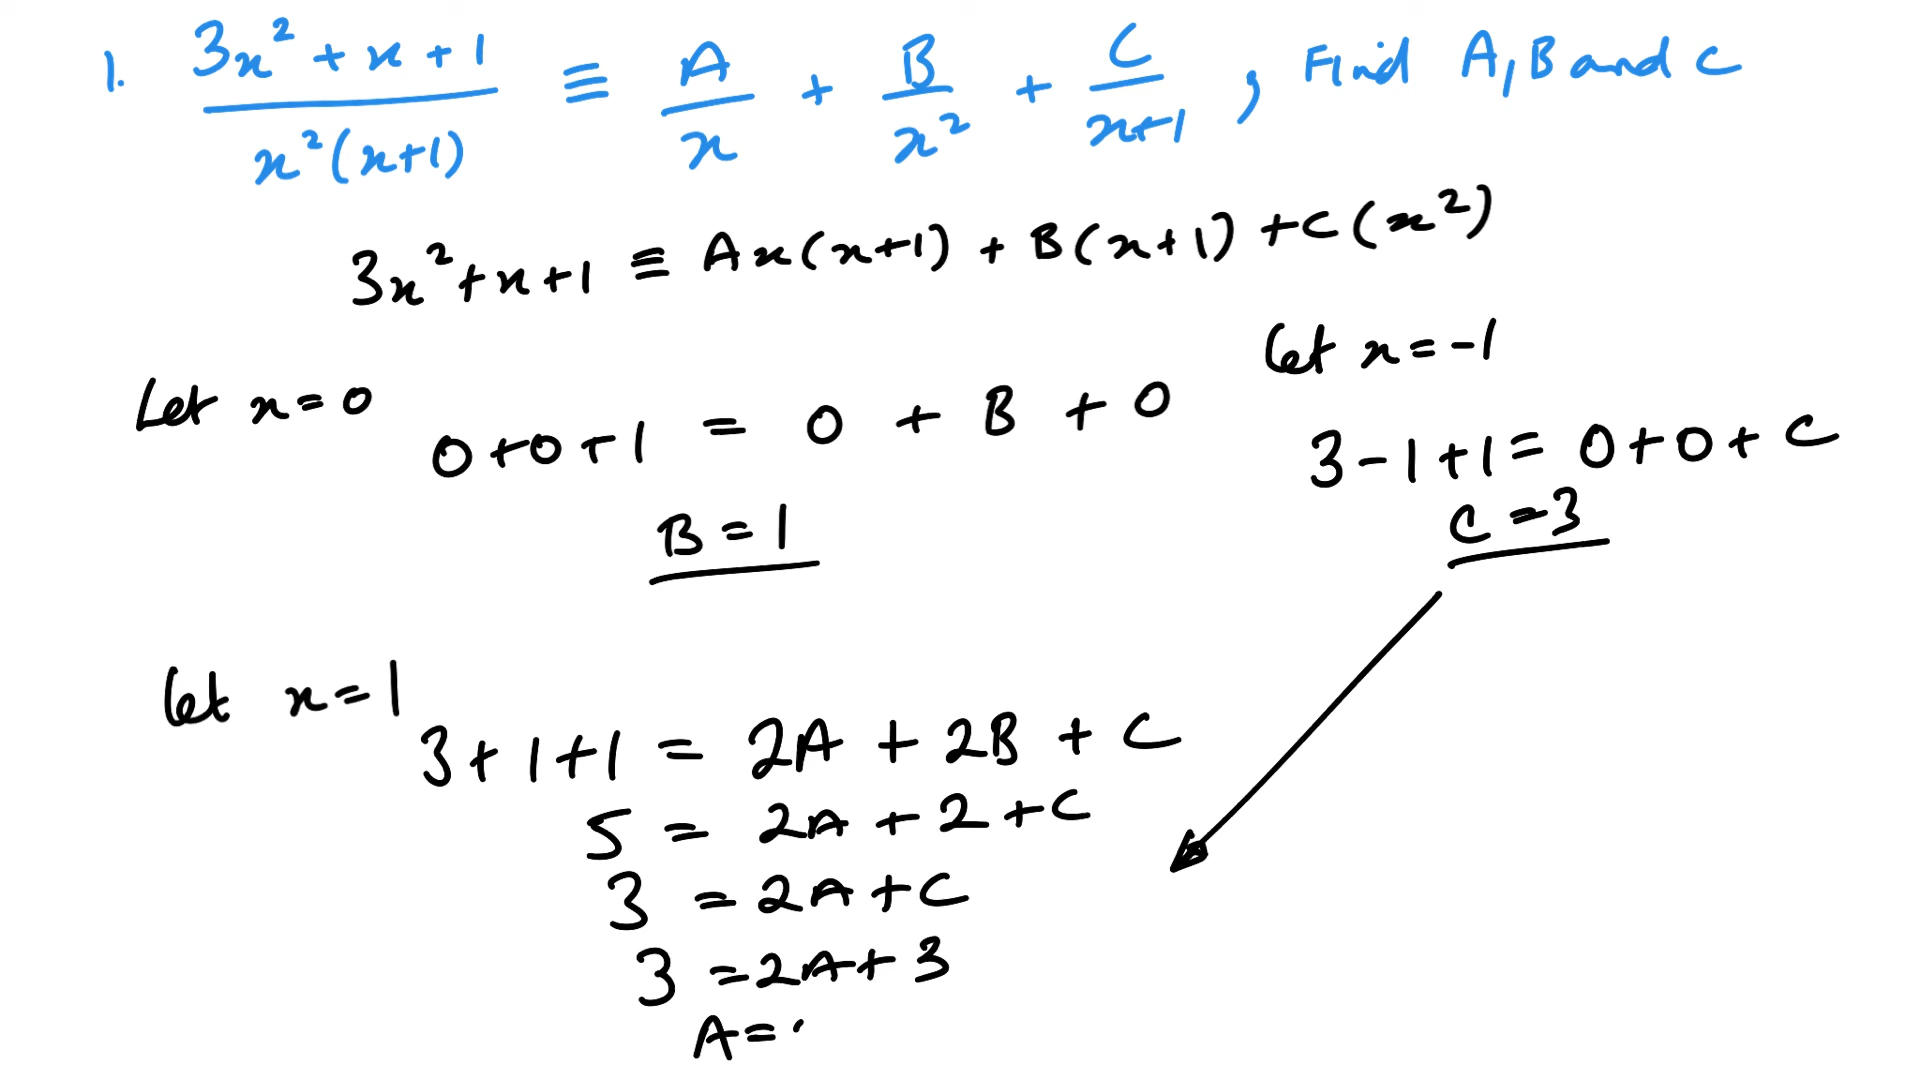 1. (3x² + x + 1)/(x²(x+1)) ≡ A/x + B/x² + C/(x+1) , Find A, B and C
3x² + x + 1 ≡ Ax(x+1) + B(x+1) + C(x²)
Let x = 0
0 + 0 + 1 = 0 + B + 0
B = 1
let x = -1
3 - 1 + 1 = 0 + 0 + C
C = 3
let x = 1
3 + 1 + 1 = 2A + 2B + C
5 = 2A + 2 + C
3 = 2A + C
3 = 2A + 3
A =